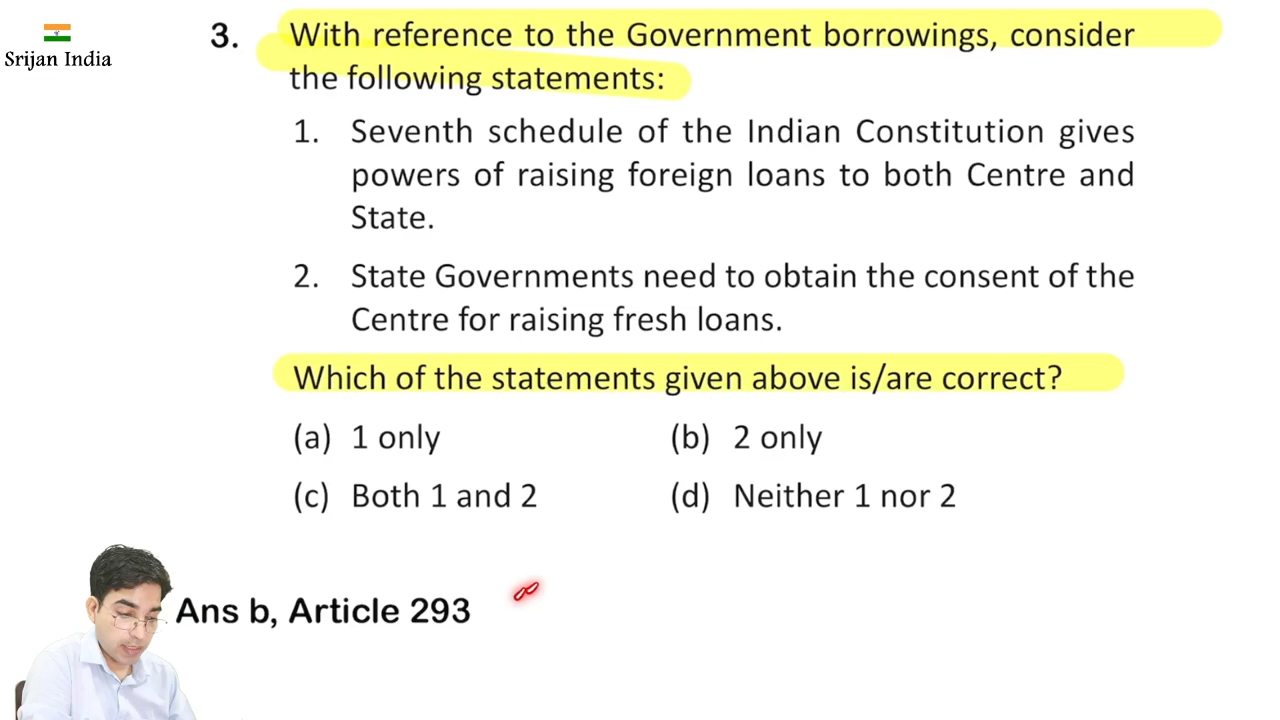 Srijan India
3. With reference to the Government borrowings, consider
the following statements:
1. Seventh schedule of the Indian Constitution gives
powers of raising foreign loans to both Centre and
State.
2. State Governments need to obtain the consent of the
Centre for raising fresh loans.
Which of the statements given above is/are correct?
(a) 1 only (b) 2 only
(c) Both 1 and 2 (d) Neither 1 nor 2
Ans b, Article 293